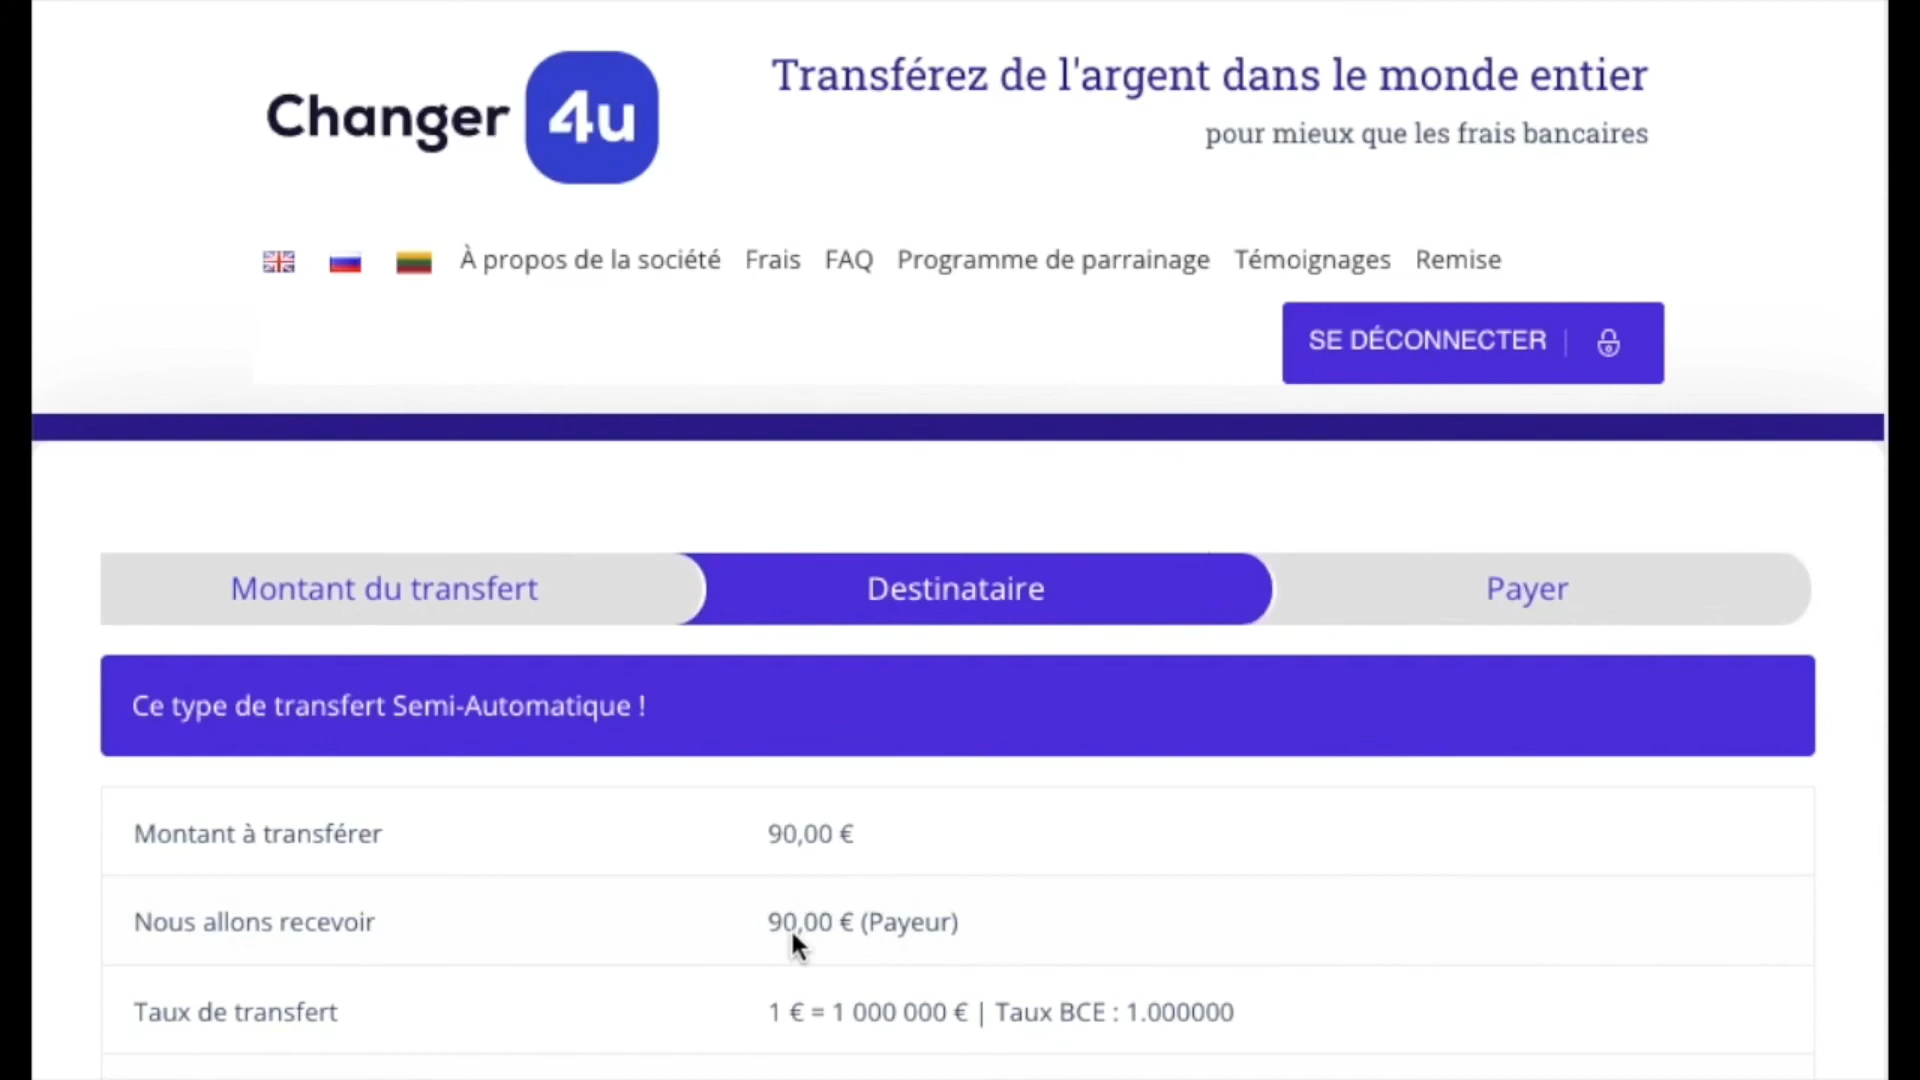 Changer 4u
Transférez de l'argent dans le monde entier
pour mieux que les frais bancaires
À propos de la société Frais FAQ Programme de parrainage Témoignages Remise
SE DÉCONNECTER
Montant du transfert Destinataire Payer
Ce type de transfert Semi-Automatique !
Montant à transférer 90,00 €
Nous allons recevoir 90,00 € (Payeur)
Taux de transfert 1 € = 1 000 000 € | Taux BCE : 1.000000